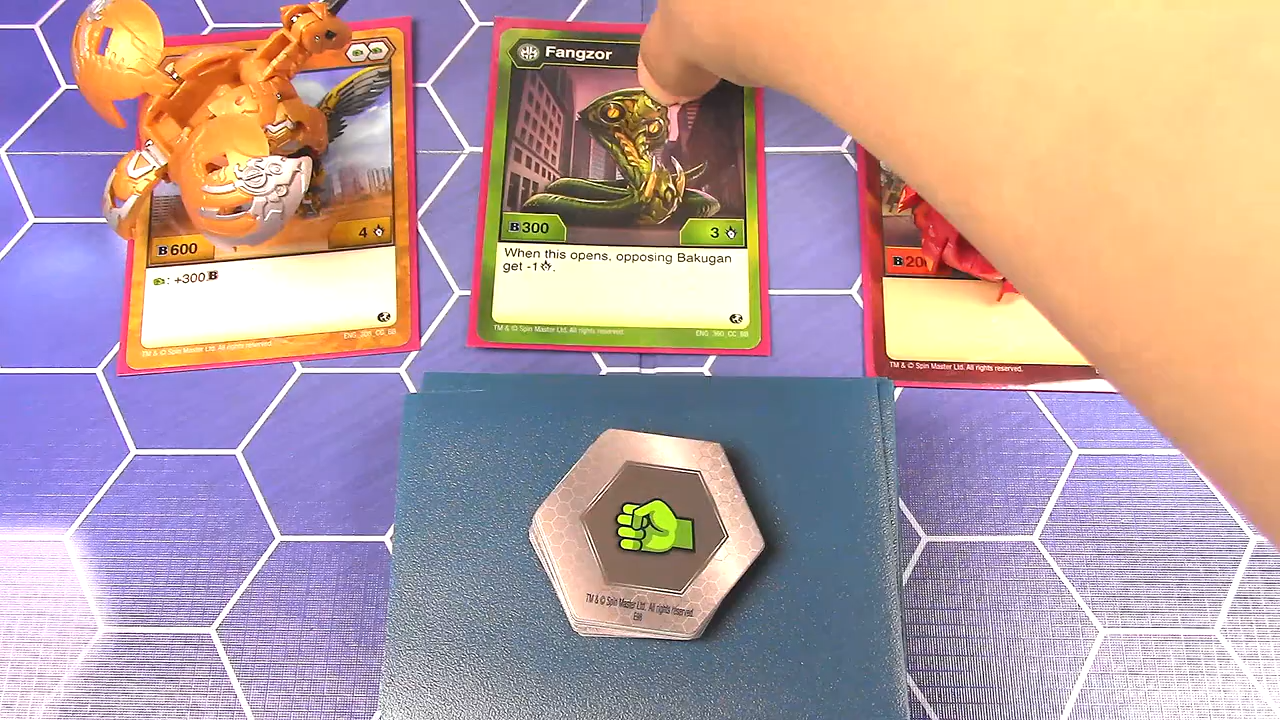 Fangzor
B 600
4
B 300
3
B 20
: +300 B
When this opens, opposing Bakugan
get -1
TM & © Spin Master Ltd. All rights reserved.
TM & © Spin Master Ltd. All rights reserved.
TM & © Spin Master Ltd. All rights reserved.
TM & © Spin Master Ltd. All rights reserved.